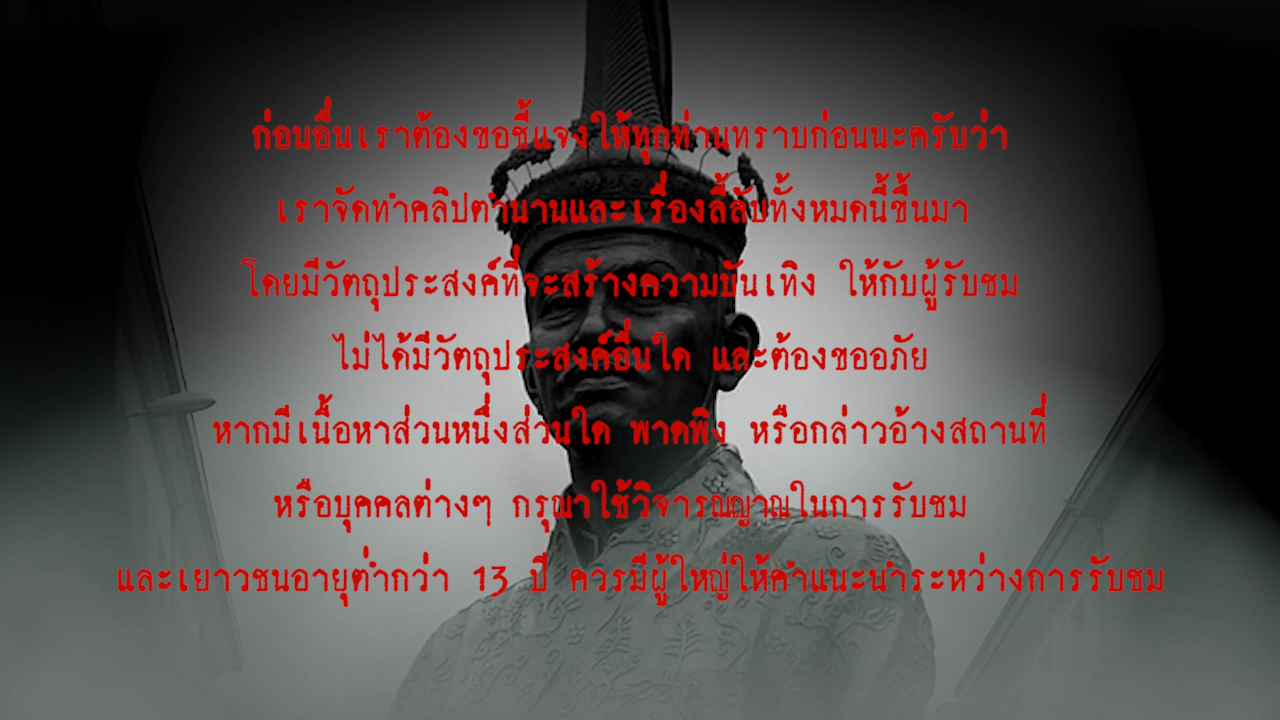 ก่อนอื่นเราต้องขอชี้แจงให้ทุกท่านทราบก่อนนะครับว่า
เราจัดทำคลิปตำนานและเรื่องลี้ลับทั้งหมดนี้ขึ้นมา
โดยมีวัตถุประสงค์ที่จะสร้างความบันเทิง ให้กับผู้รับชม
ไม่ได้มีวัตถุประสงค์อื่นใด และต้องขออภัย
หากมีเนื้อหาส่วนหนึ่งส่วนใด พาดพิง หรือกล่าวอ้างสถานที่
หรือบุคคลต่างๆ กรุณาใช้วิจารณญาณในการรับชม
และเยาวชนอายุต่ำกว่า 13 ปี ควรมีผู้ใหญ่ให้คำแนะนำระหว่างการรับชม